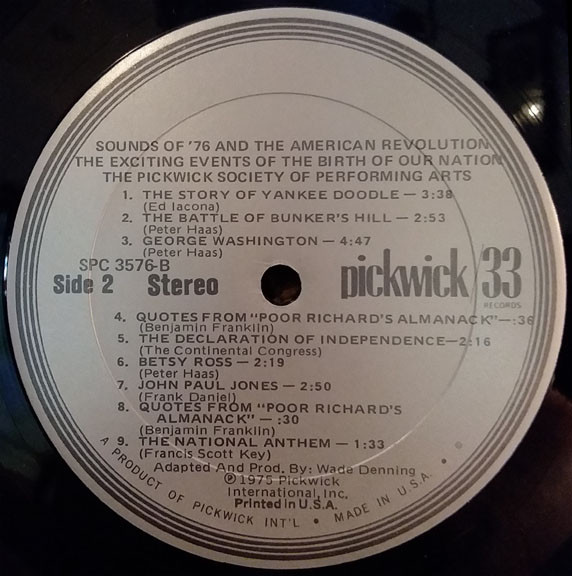 SOUNDS OF '76 AND THE AMERICAN REVOLUTION
THE EXCITING EVENTS OF THE BIRTH OF OUR NATION
THE PICKWICK SOCIETY OF PERFORMING ARTS
1. THE STORY OF YANKEE DOODLE — 3:38
(Ed Iacona)
2. THE BATTLE OF BUNKER'S HILL — 2:53
(Peter Haas)
3. GEORGE WASHINGTON — 4:47
(Peter Haas)
SPC 3576-B
Side 2 Stereo
pickwick/33
RECORDS
4. QUOTES FROM "POOR RICHARD'S ALMANACK"—:36
(Benjamin Franklin)
5. THE DECLARATION OF INDEPENDENCE—2:16
(The Continental Congress)
6. BETSY ROSS — 2:19
(Peter Haas)
7. JOHN PAUL JONES — 2:50
(Frank Daniel)
8. QUOTES FROM "POOR RICHARD'S
ALMANACK" — :30
(Benjamin Franklin)
9. THE NATIONAL ANTHEM — 1:33
(Francis Scott Key)
Adapted And Prod. By: Wade Denning
℗ 1975 Pickwick
International, Inc.
Printed in U.S.A.
A PRODUCT OF PICKWICK INT'L • MADE IN U.S.A. • ®